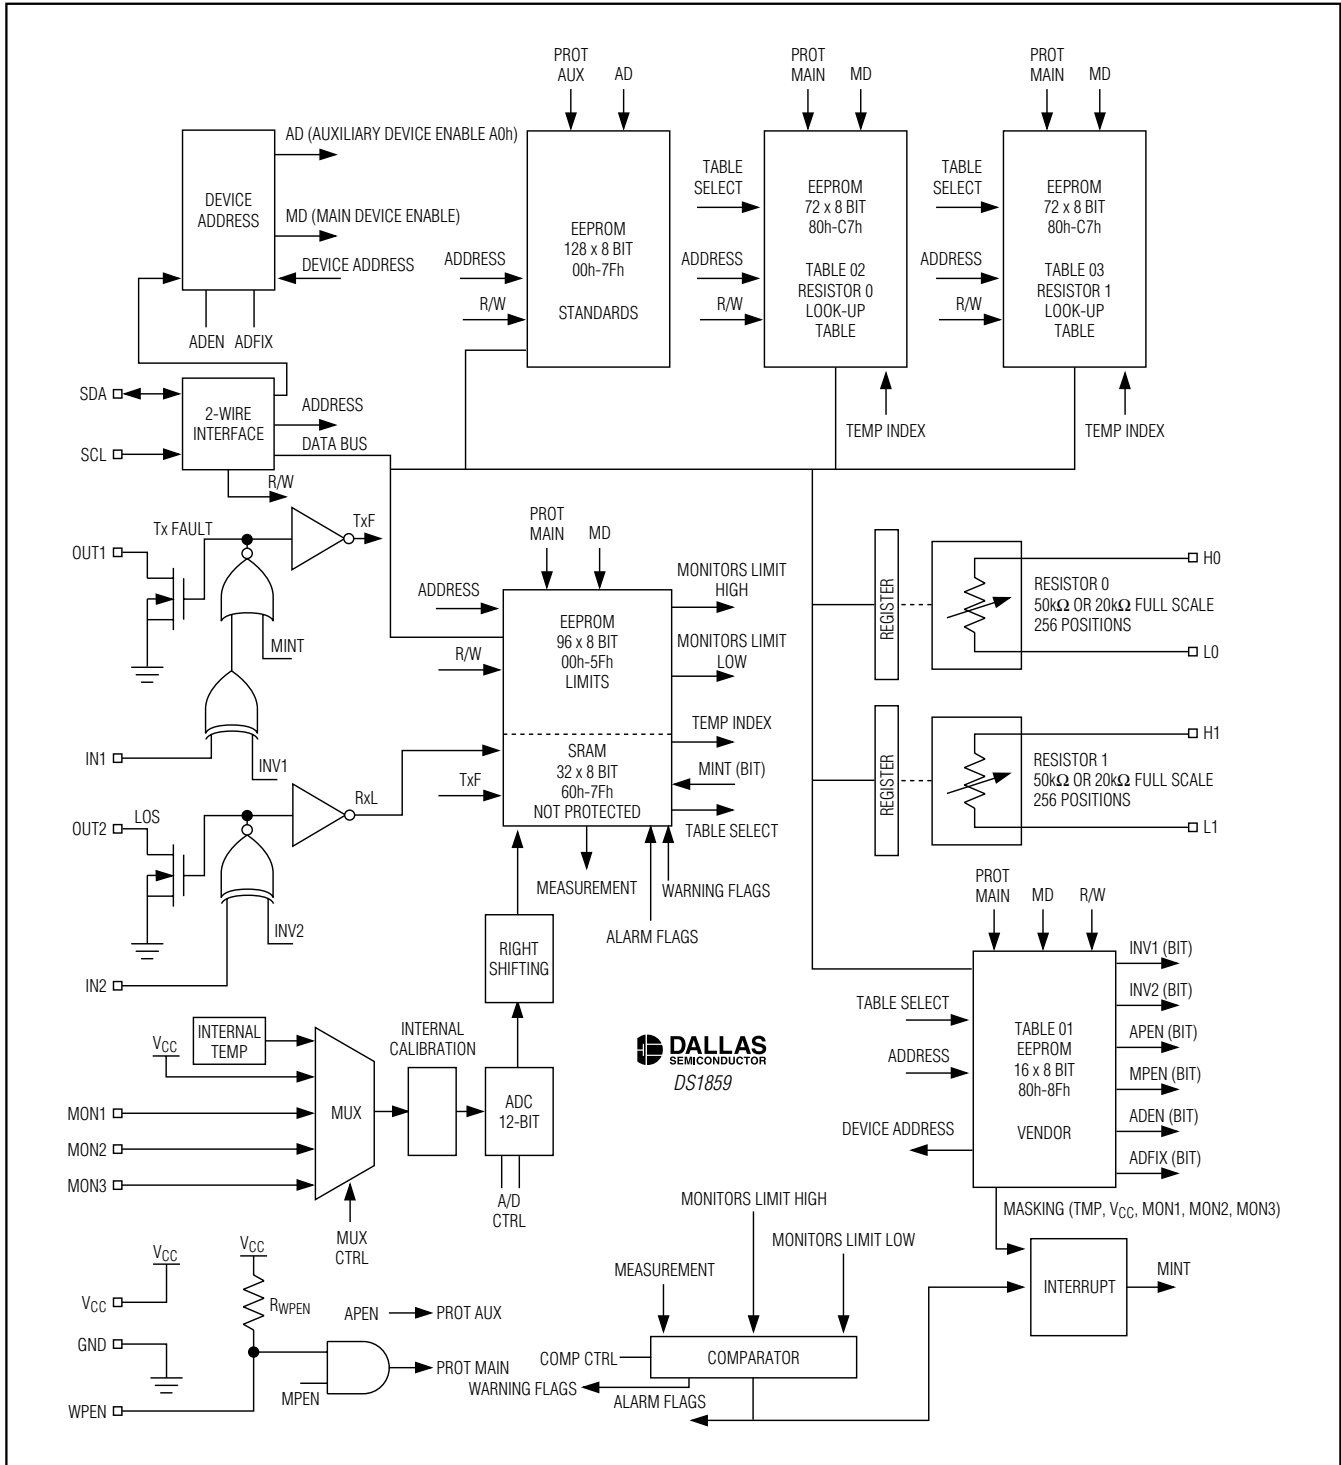 PROT
AUX
AD
PROT
MAIN
MD
PROT
MAIN
MD
AD (AUXILIARY DEVICE ENABLE A0h)
DEVICE
ADDRESS
MD (MAIN DEVICE ENABLE)
DEVICE ADDRESS
ADEN
ADFIX
ADDRESS
R/W
EEPROM
128 x 8 BIT
00h-7Fh
STANDARDS
TABLE
SELECT
ADDRESS
R/W
EEPROM
72 x 8 BIT
80h-C7h
TABLE 02
RESISTOR 0
LOOK-UP
TABLE
TEMP INDEX
TABLE
SELECT
ADDRESS
R/W
EEPROM
72 x 8 BIT
80h-C7h
TABLE 03
RESISTOR 1
LOOK-UP
TABLE
TEMP INDEX
SDA
SCL
2-WIRE
INTERFACE
ADDRESS
DATA BUS
R/W
Tx FAULT
TxF
OUT1
MINT
IN1
INV1
RxL
LOS
OUT2
INV2
IN2
PROT
MAIN
MD
ADDRESS
R/W
TxF
EEPROM
96 x 8 BIT
00h-5Fh
LIMITS
SRAM
32 x 8 BIT
60h-7Fh
NOT PROTECTED
MONITORS LIMIT
HIGH
MONITORS LIMIT
LOW
TEMP INDEX
MINT (BIT)
TABLE SELECT
MEASUREMENT
WARNING FLAGS
ALARM FLAGS
REGISTER
RESISTOR 0
50kΩ OR 20kΩ FULL SCALE
256 POSITIONS
H0
L0
REGISTER
RESISTOR 1
50kΩ OR 20kΩ FULL SCALE
256 POSITIONS
H1
L1
RIGHT
SHIFTING
INTERNAL
TEMP
VCC
MON1
MON2
MON3
MUX
MUX
CTRL
INTERNAL
CALIBRATION
ADC
12-BIT
A/D
CTRL
DALLAS
SEMICONDUCTOR
DS1859
PROT
MAIN
MD
R/W
TABLE SELECT
ADDRESS
DEVICE ADDRESS
TABLE 01
EEPROM
16 x 8 BIT
80h-8Fh
VENDOR
INV1 (BIT)
INV2 (BIT)
APEN (BIT)
MPEN (BIT)
ADEN (BIT)
ADFIX (BIT)
MASKING (TMP, VCC, MON1, MON2, MON3)
INTERRUPT
MINT
MONITORS LIMIT HIGH
MONITORS LIMIT LOW
MEASUREMENT
COMP CTRL
COMPARATOR
WARNING FLAGS
ALARM FLAGS
VCC
VCC
VCC
RWPEN
GND
WPEN
APEN
PROT AUX
MPEN
PROT MAIN